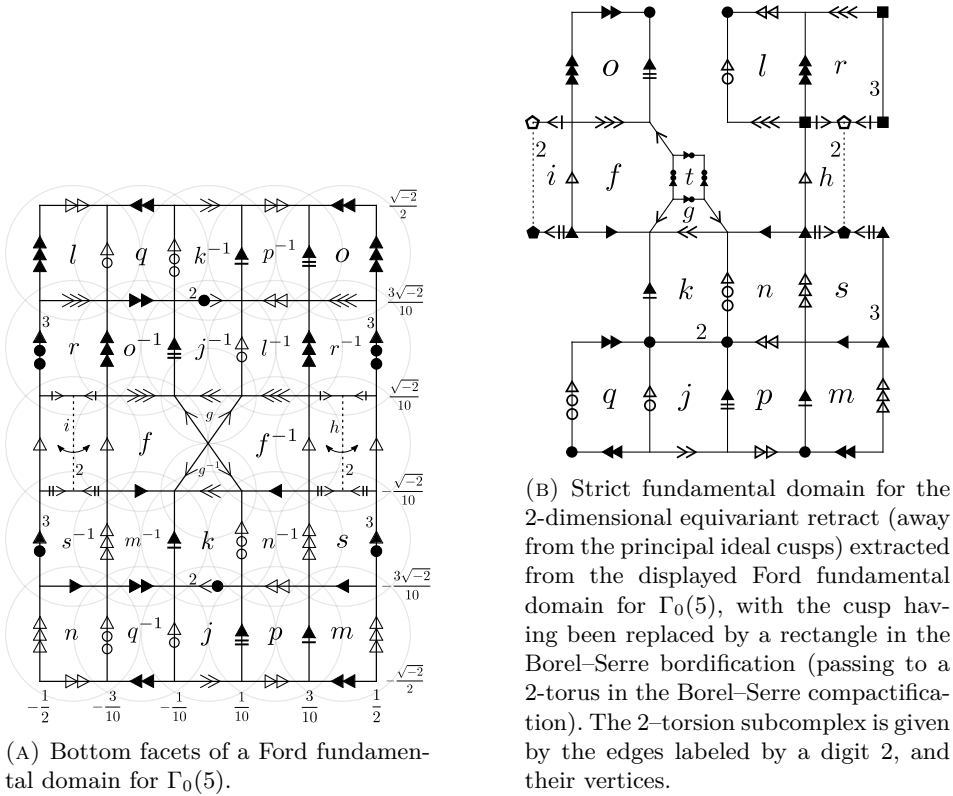 o l r
3
2 2
i f t h
g
k n s
3
2
q j p m
√−2/2
l q k⁻¹ p⁻¹ o
2
3√−2/10
3 3
r o⁻¹ j⁻¹ l⁻¹ r⁻¹
√−2/10
g
i h
f f⁻¹
2 2
g⁻¹
−√−2/10
3 3
s⁻¹ m⁻¹ k n⁻¹ s
2
−3√−2/10
n q⁻¹ j p m
−√−2/2
−1/2 −3/10 −1/10 1/10 3/10 1/2
(A) Bottom facets of a Ford fundamen-
tal domain for Γ₀(5).
(B) Strict fundamental domain for the
2-dimensional equivariant retract (away
from the principal ideal cusps) extracted
from the displayed Ford fundamental
domain for Γ₀(5), with the cusp hav-
ing been replaced by a rectangle in the
Borel–Serre bordification (passing to a
2-torus in the Borel–Serre compactifica-
tion). The 2–torsion subcomplex is given
by the edges labeled by a digit 2, and
their vertices.